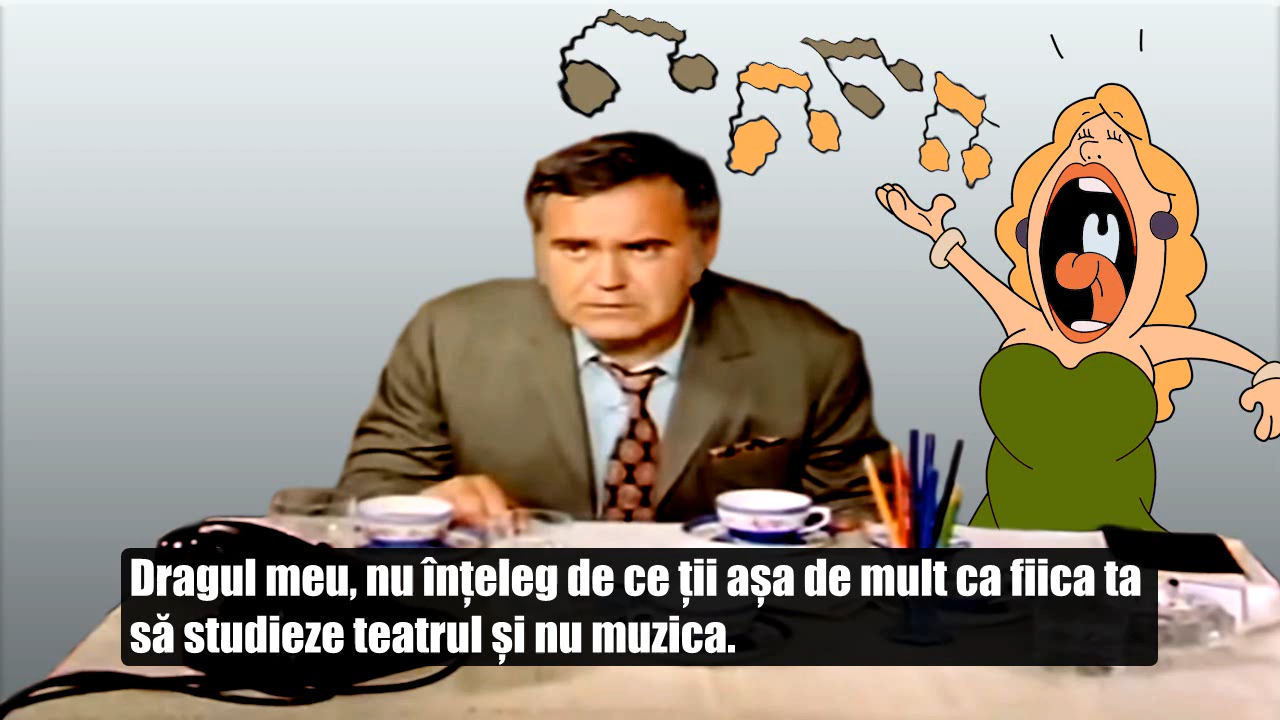 Dragul meu, nu înțeleg de ce ții așa de mult ca fiica ta
să studieze teatrul și nu muzica.